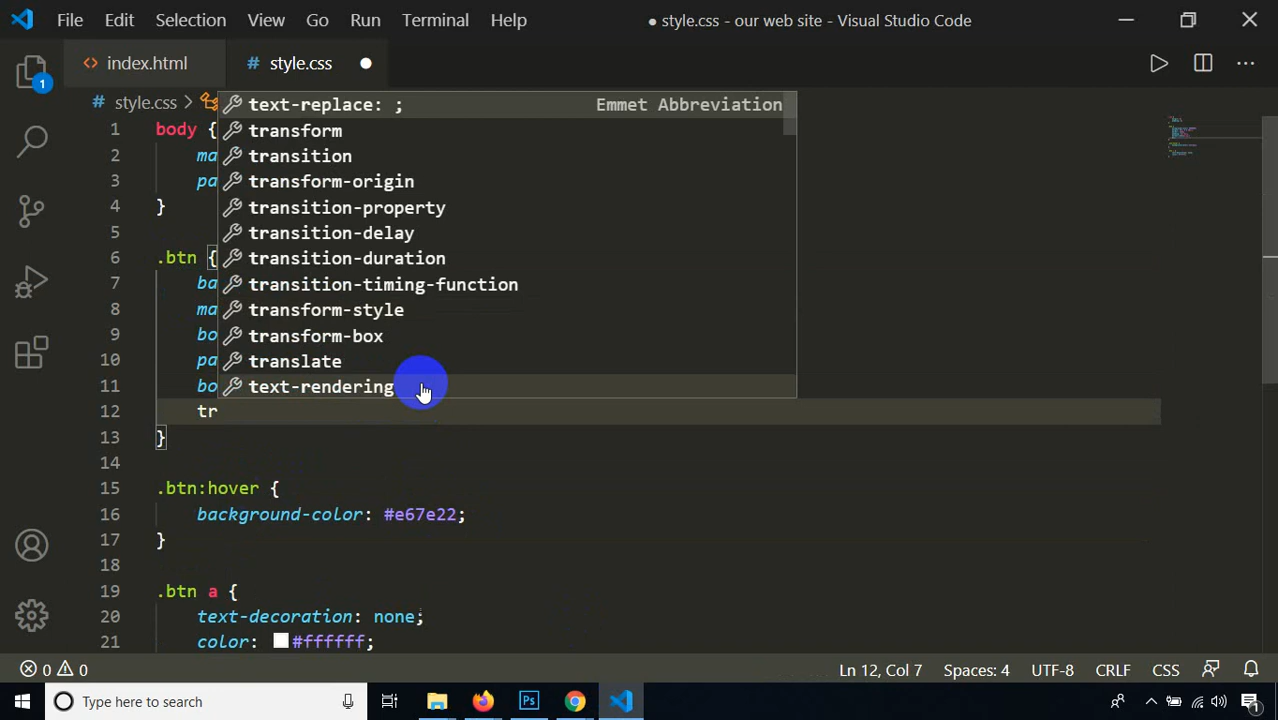 File Edit Selection View Go Run Terminal Help ● style.css - our web site - Visual Studio Code
1
<> index.html # style.css ●
# style.css >
text-replace: ; Emmet Abbreviation
transform
transition
transform-origin
transition-property
transition-delay
transition-duration
transition-timing-function
transform-style
transform-box
translate
text-rendering
1 body {
2 ma
3 pa
4 }
5
6 .btn {
7 ba
8 ma
9 bo
10 pa
11 bo
12 tr
13 }
14
15 .btn:hover {
16 background-color: #e67e22;
17 }
18
19 .btn a {
20 text-decoration: none;
21 color: #ffffff;
0 0 Ln 12, Col 7 Spaces: 4 UTF-8 CRLF CSS
Type here to search Ps 1